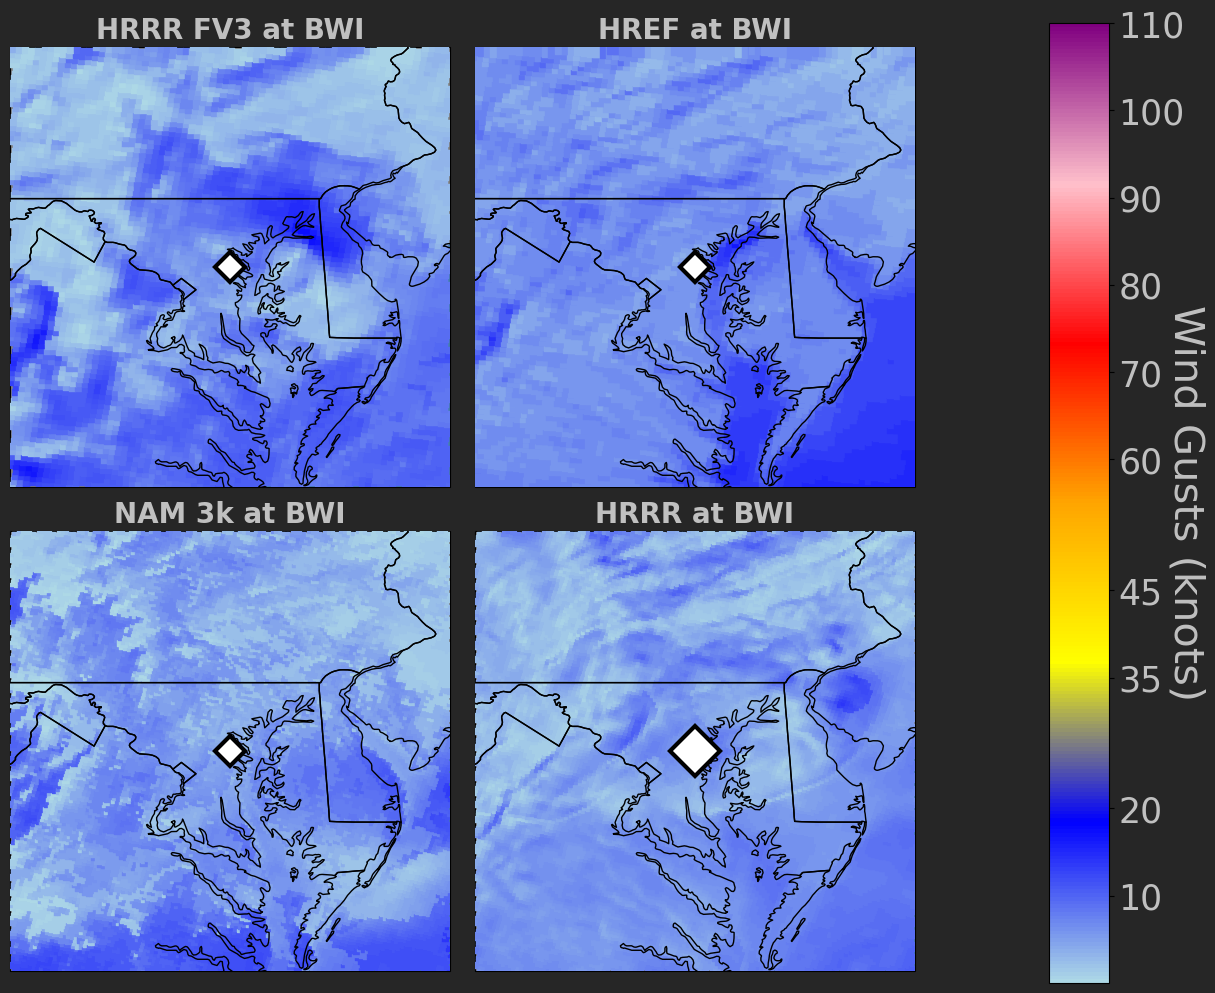 HRRR FV3 at BWI
HREF at BWI
NAM 3k at BWI
HRRR at BWI
110
100
90
80
70
60
45
35
20
10
Wind Gusts (knots)